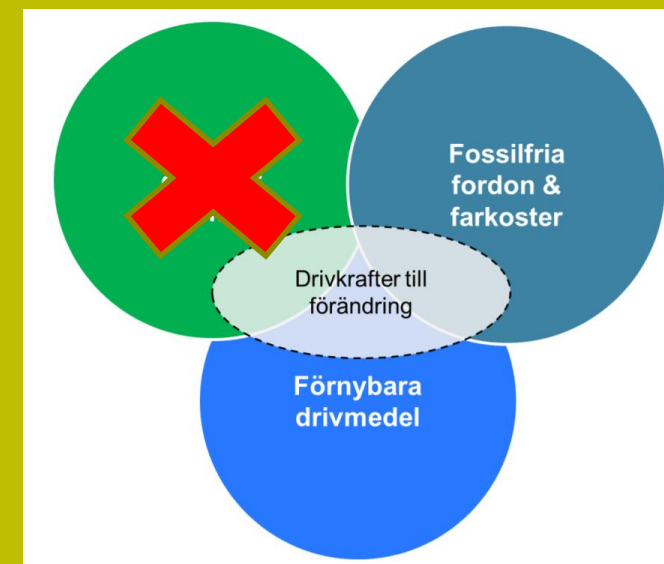 Fossilfria
fordon &
farkoster
Drivkrafter till
förändring
Förnybara
drivmedel